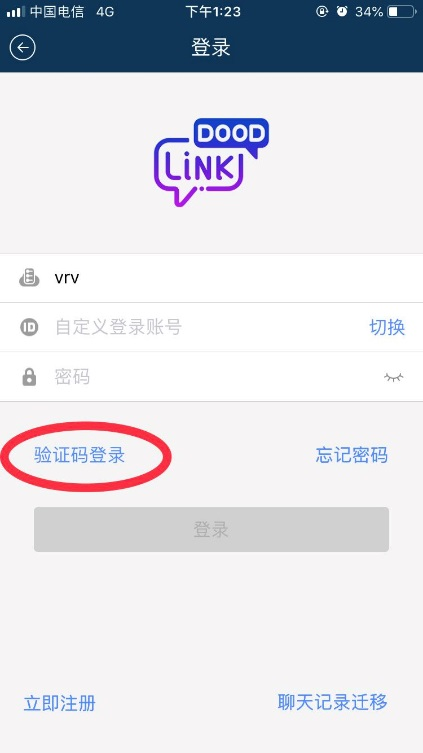 中国电信 4G 下午1:23 34%
登录
DOOD
LiNK!
vrv
ID 自定义登录账号 切换
密码
验证码登录 忘记密码
登录
立即注册 聊天记录迁移